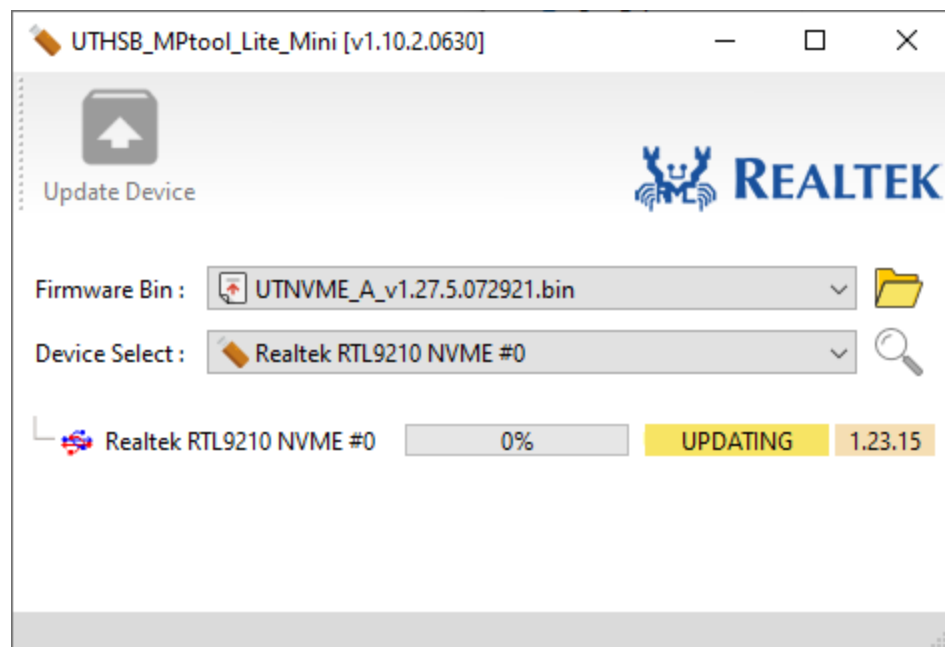 UTHSB_MPtool_Lite_Mini [v1.10.2.0630]
Update Device
REALTEK
Firmware Bin : UTNVME_A_v1.27.5.072921.bin
Device Select : Realtek RTL9210 NVME #0
Realtek RTL9210 NVME #0 0% UPDATING 1.23.15